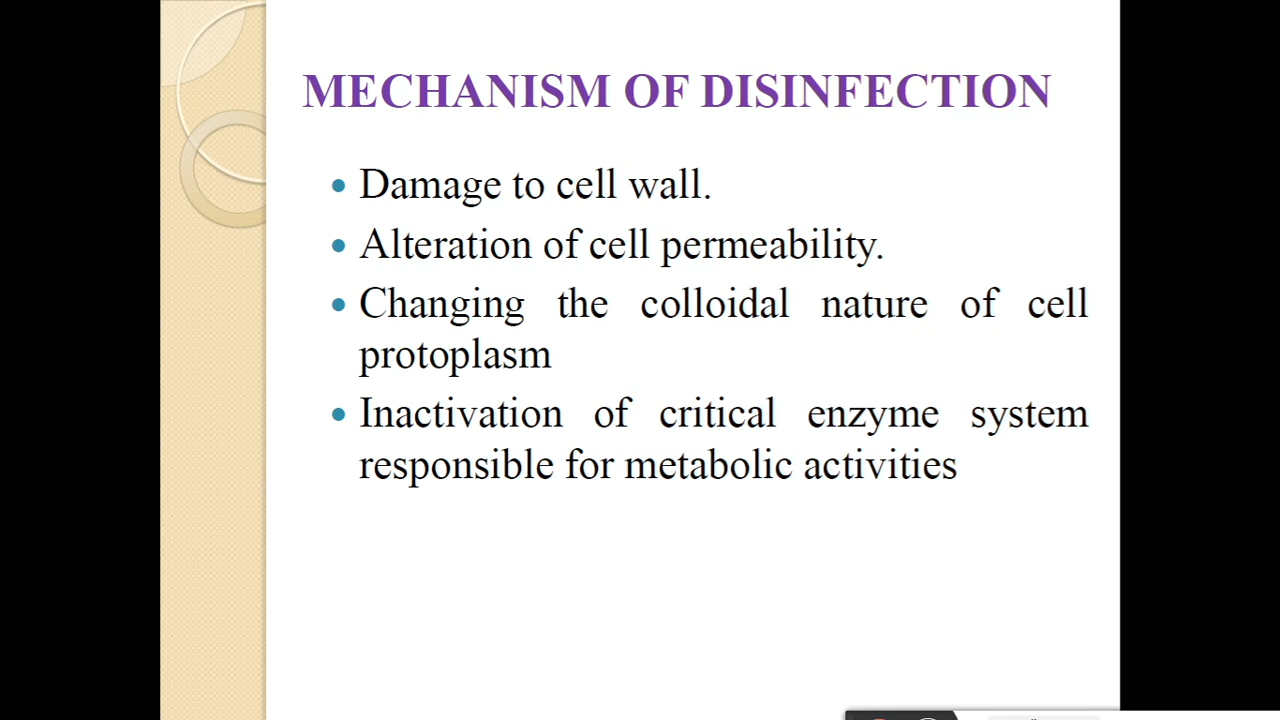 MECHANISM OF DISINFECTION
• Damage to cell wall.
• Alteration of cell permeability.
• Changing the colloidal nature of cell
protoplasm
• Inactivation of critical enzyme system
responsible for metabolic activities